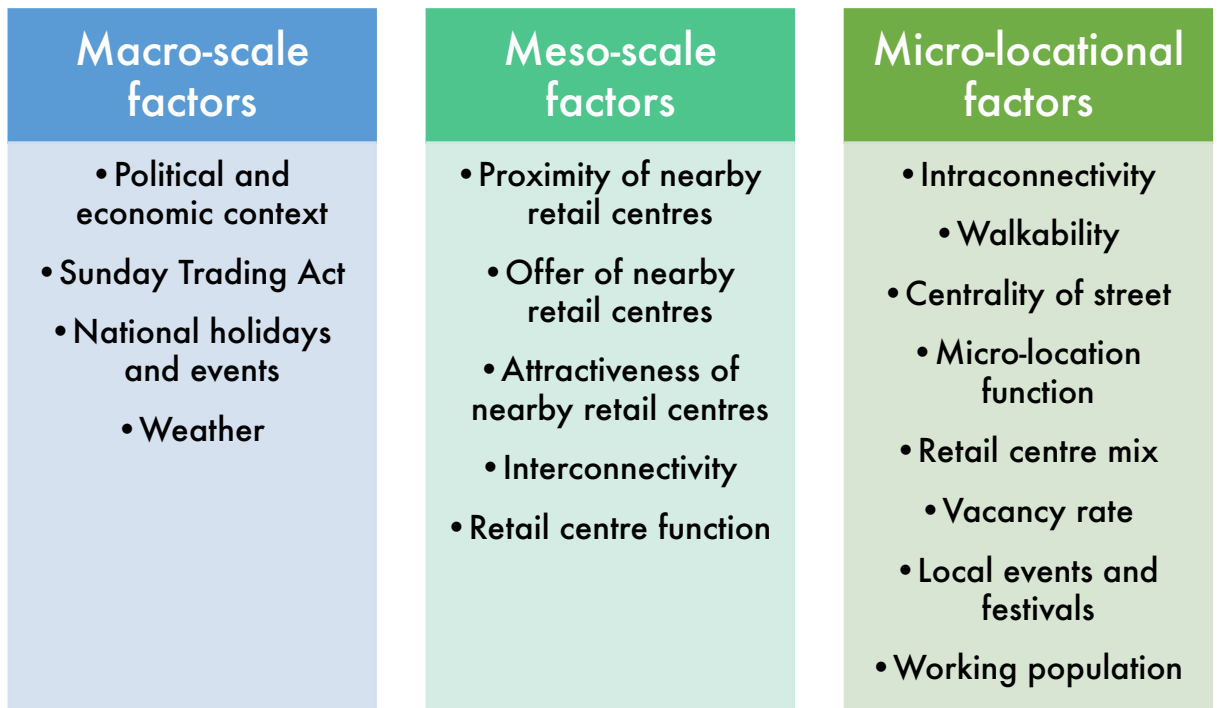 Macro-scale
factors
• Political and
economic context
• Sunday Trading Act
• National holidays
and events
• Weather
Meso-scale
factors
• Proximity of nearby
retail centres
• Offer of nearby
retail centres
• Attractiveness of
nearby retail centres
• Interconnectivity
• Retail centre function
Micro-locational
factors
• Intraconnectivity
• Walkability
• Centrality of street
• Micro-location
function
• Retail centre mix
• Vacancy rate
• Local events and
festivals
• Working population